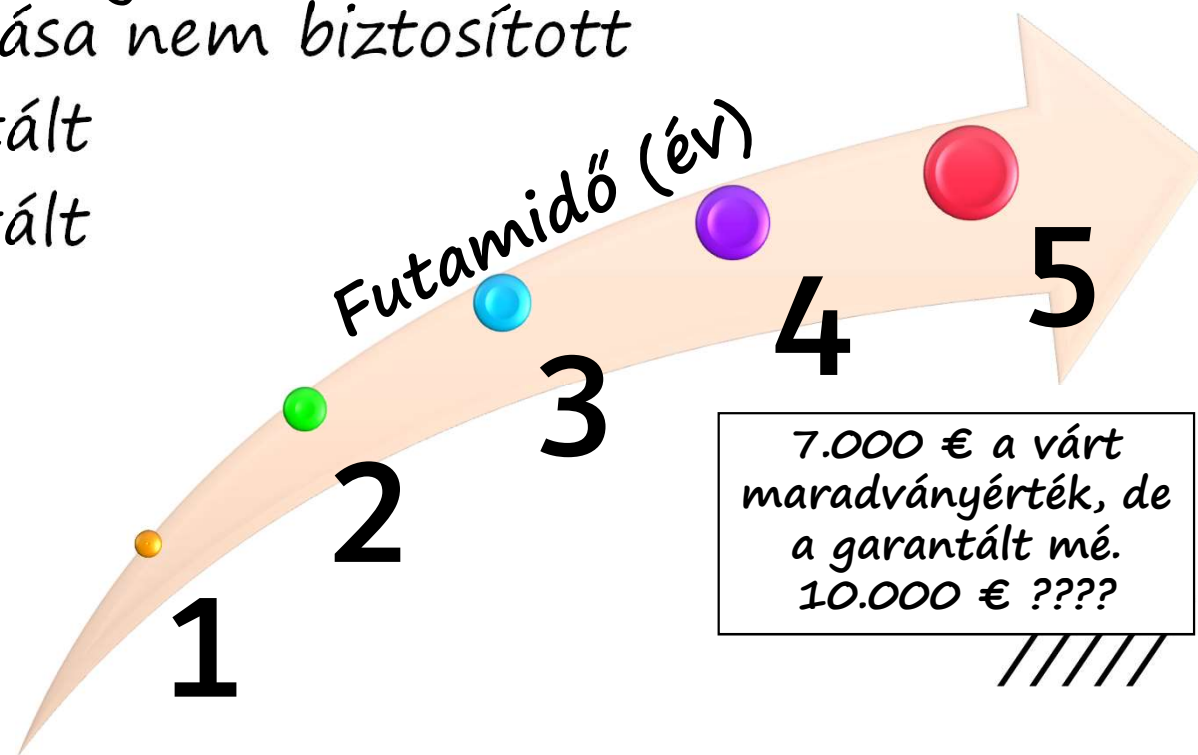 ása nem biztosított
tált
tált
Futamidő (év)
1
2
3
4
5
7.000 € a várt
maradványérték, de
a garantált mé.
10.000 € ????
/////